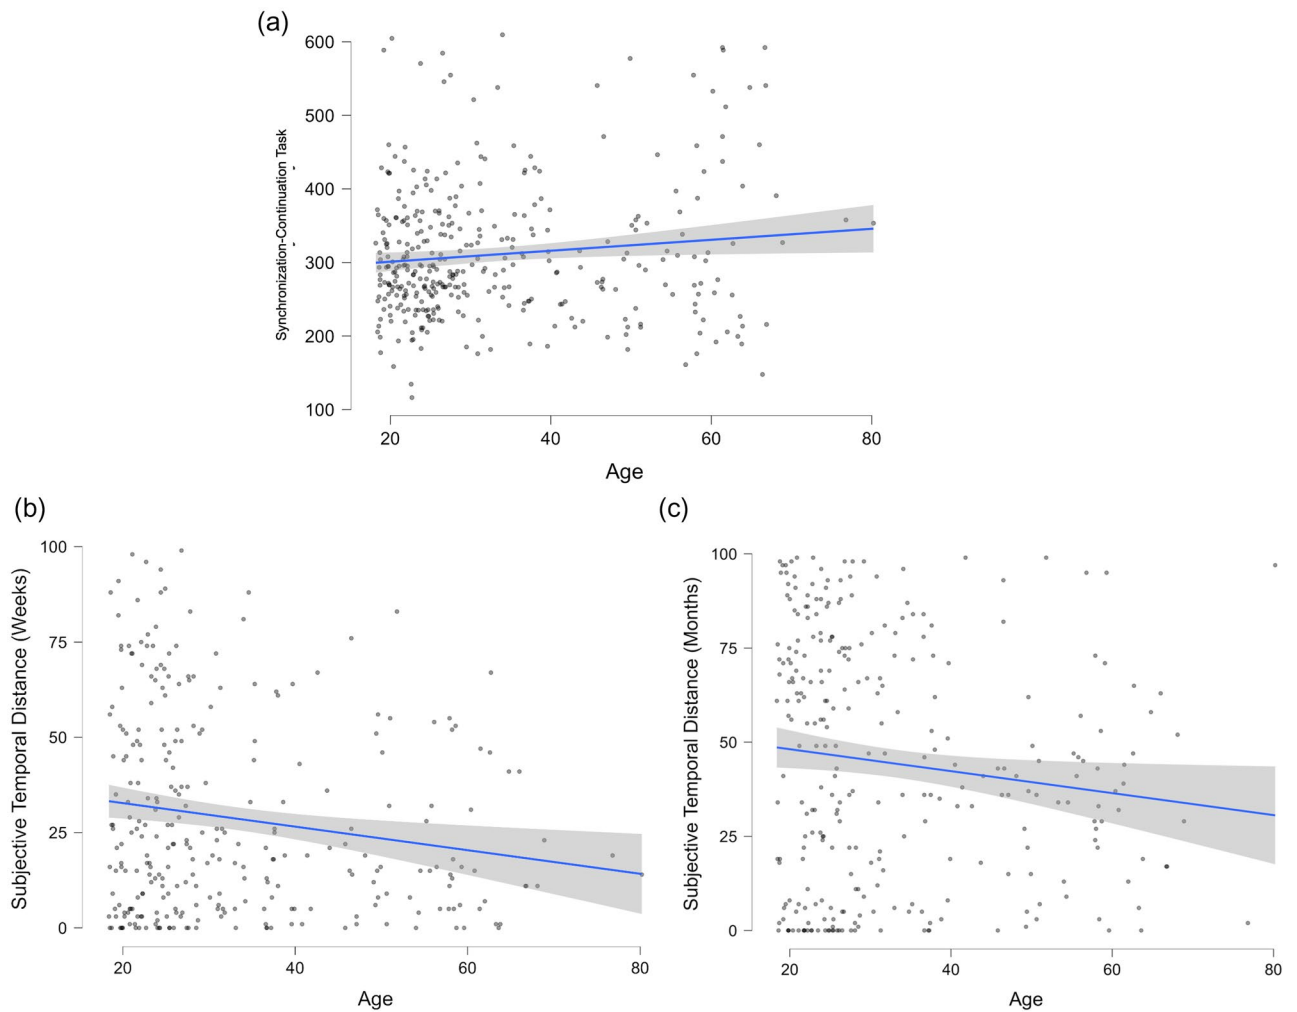 (a)
Synchronization-Continuation Task
600
500
400
300
200
100
20 40 60 80
Age
(b)
Subjective Temporal Distance (Weeks)
100
75
50
25
0
20 40 60 80
Age
(c)
Subjective Temporal Distance (Months)
100
75
50
25
0
20 40 60 80
Age